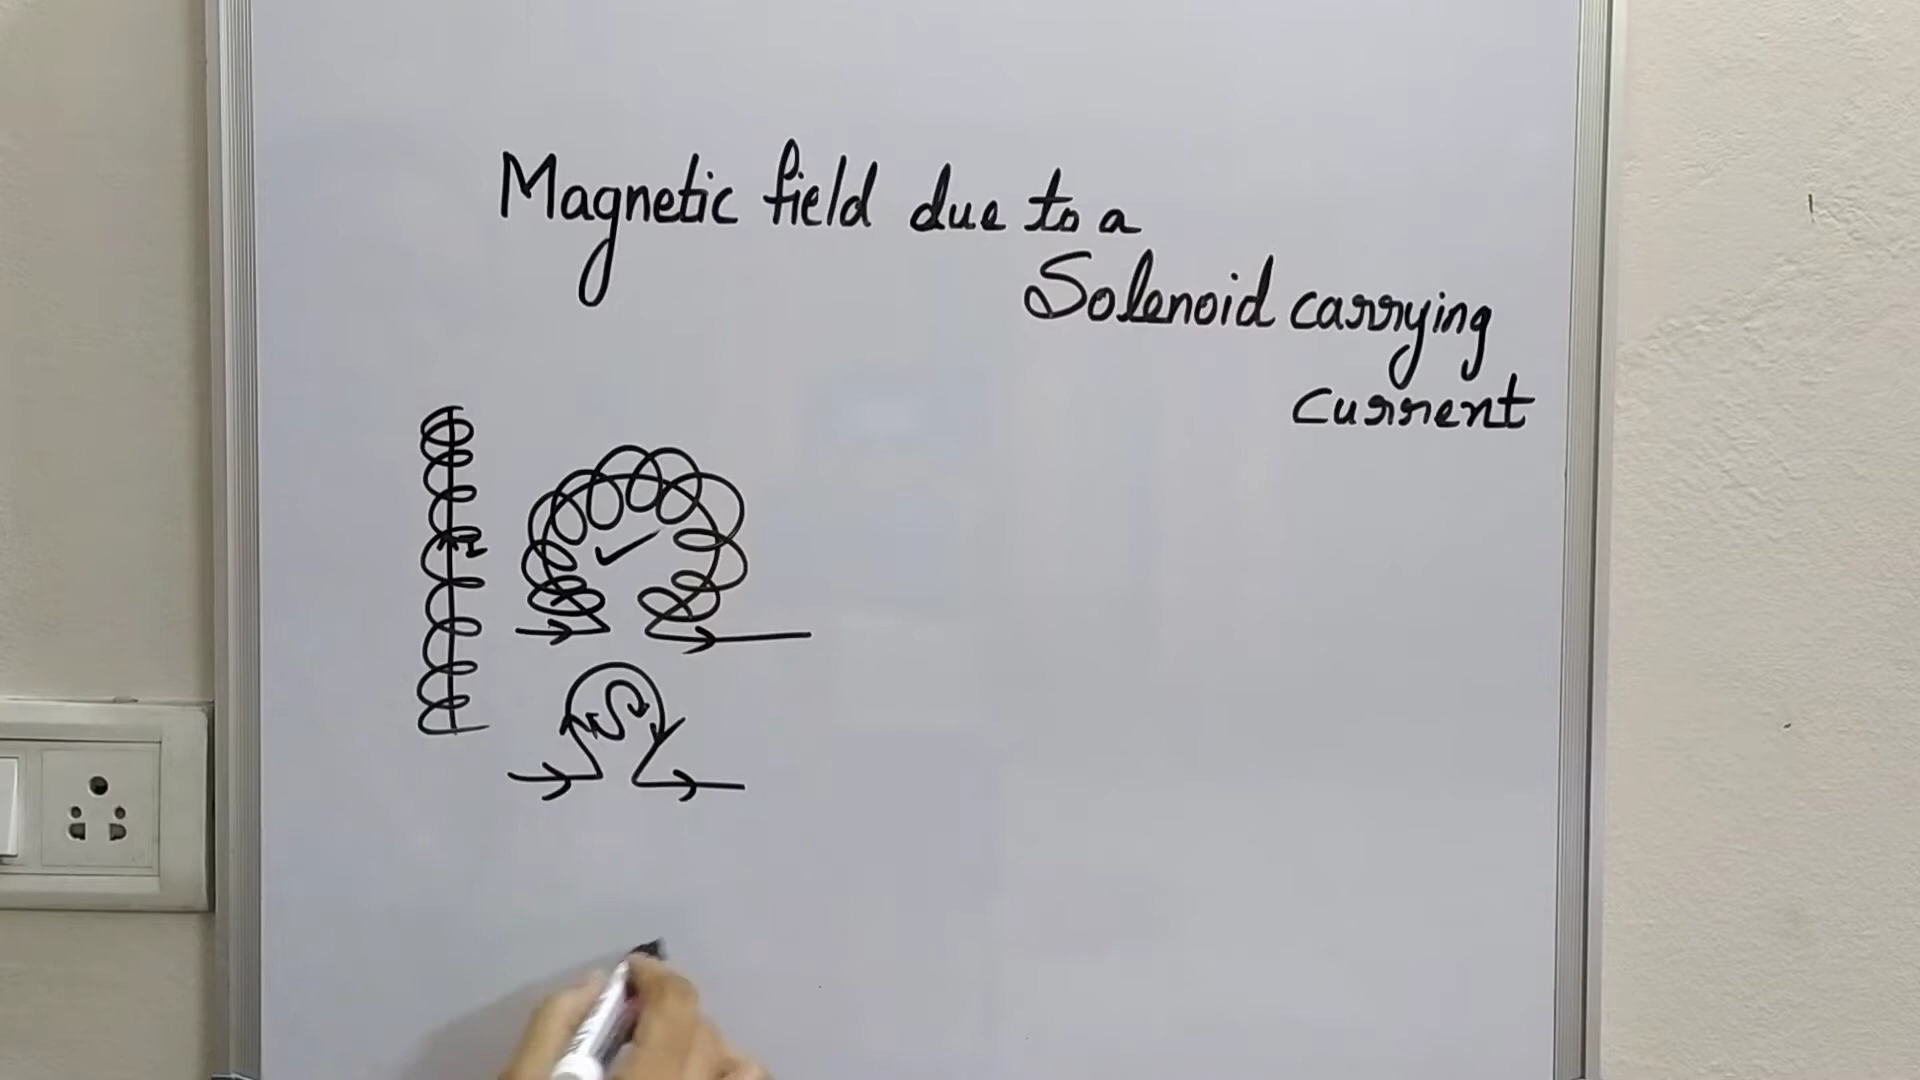 Magnetic field due to a
Solenoid carrying
current
S